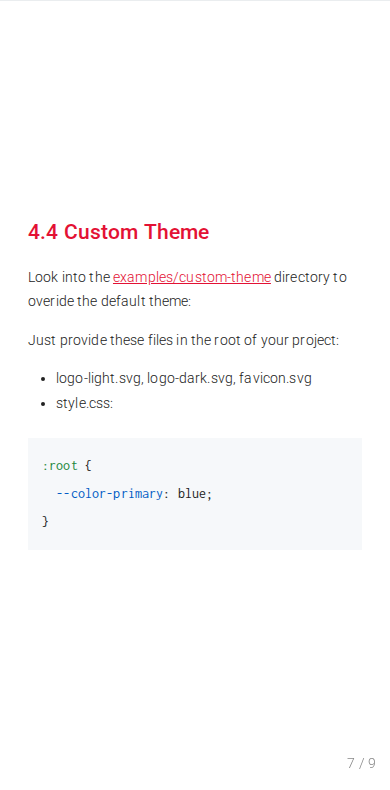 4.4 Custom Theme
Look into the examples/custom-theme directory to
overide the default theme:
Just provide these files in the root of your project:
• logo-light.svg, logo-dark.svg, favicon.svg
• style.css:
:root {
  --color-primary: blue;
}
7 / 9